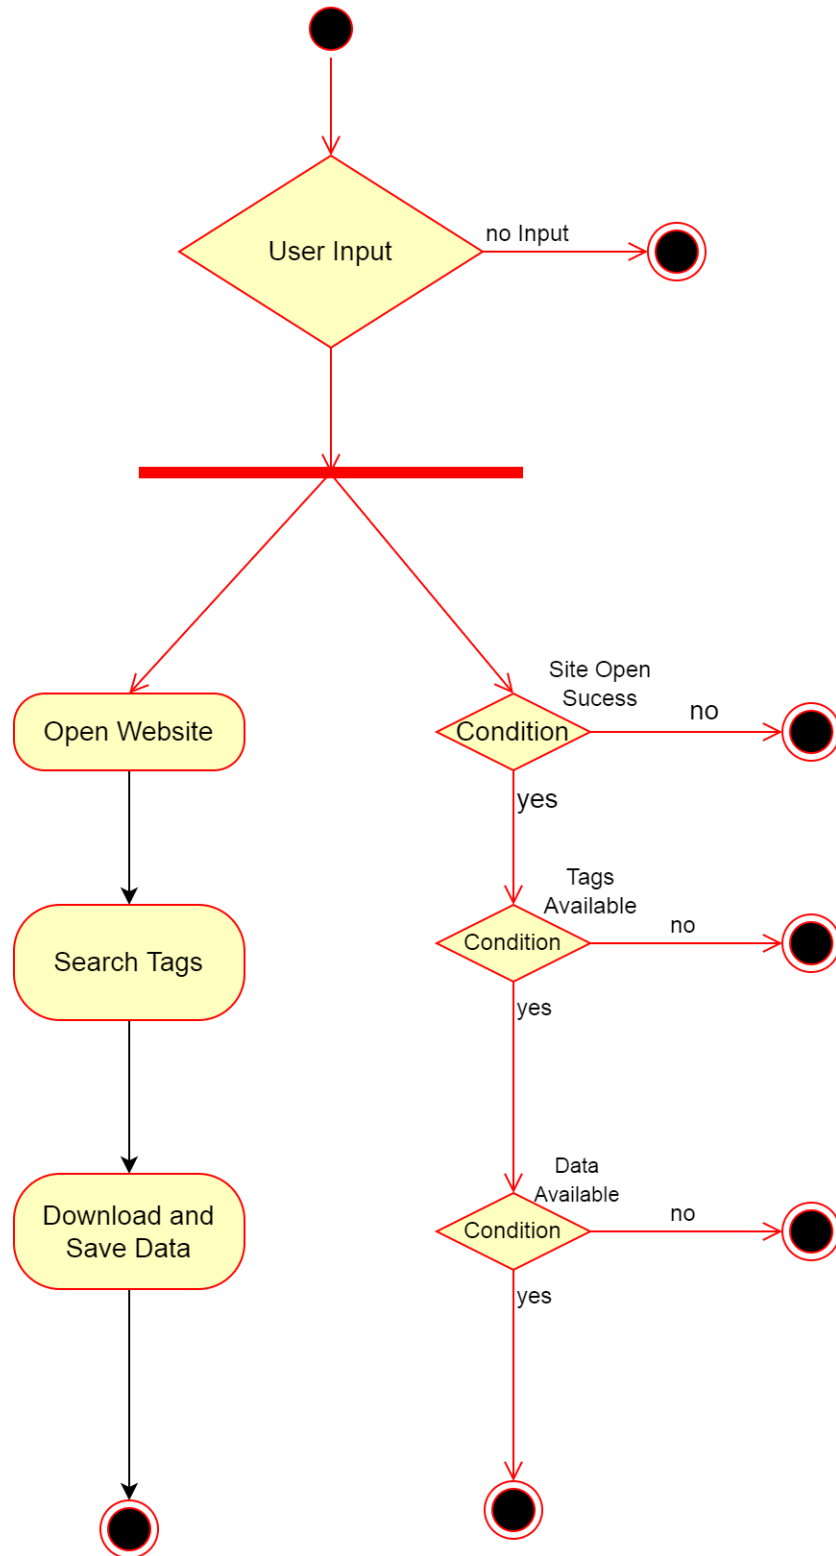 User Input
no Input
Site Open
Sucess
Open Website
Condition
no
yes
Tags
Available
Search Tags
Condition
no
yes
Data
Available
Download and
Save Data
Condition
no
yes